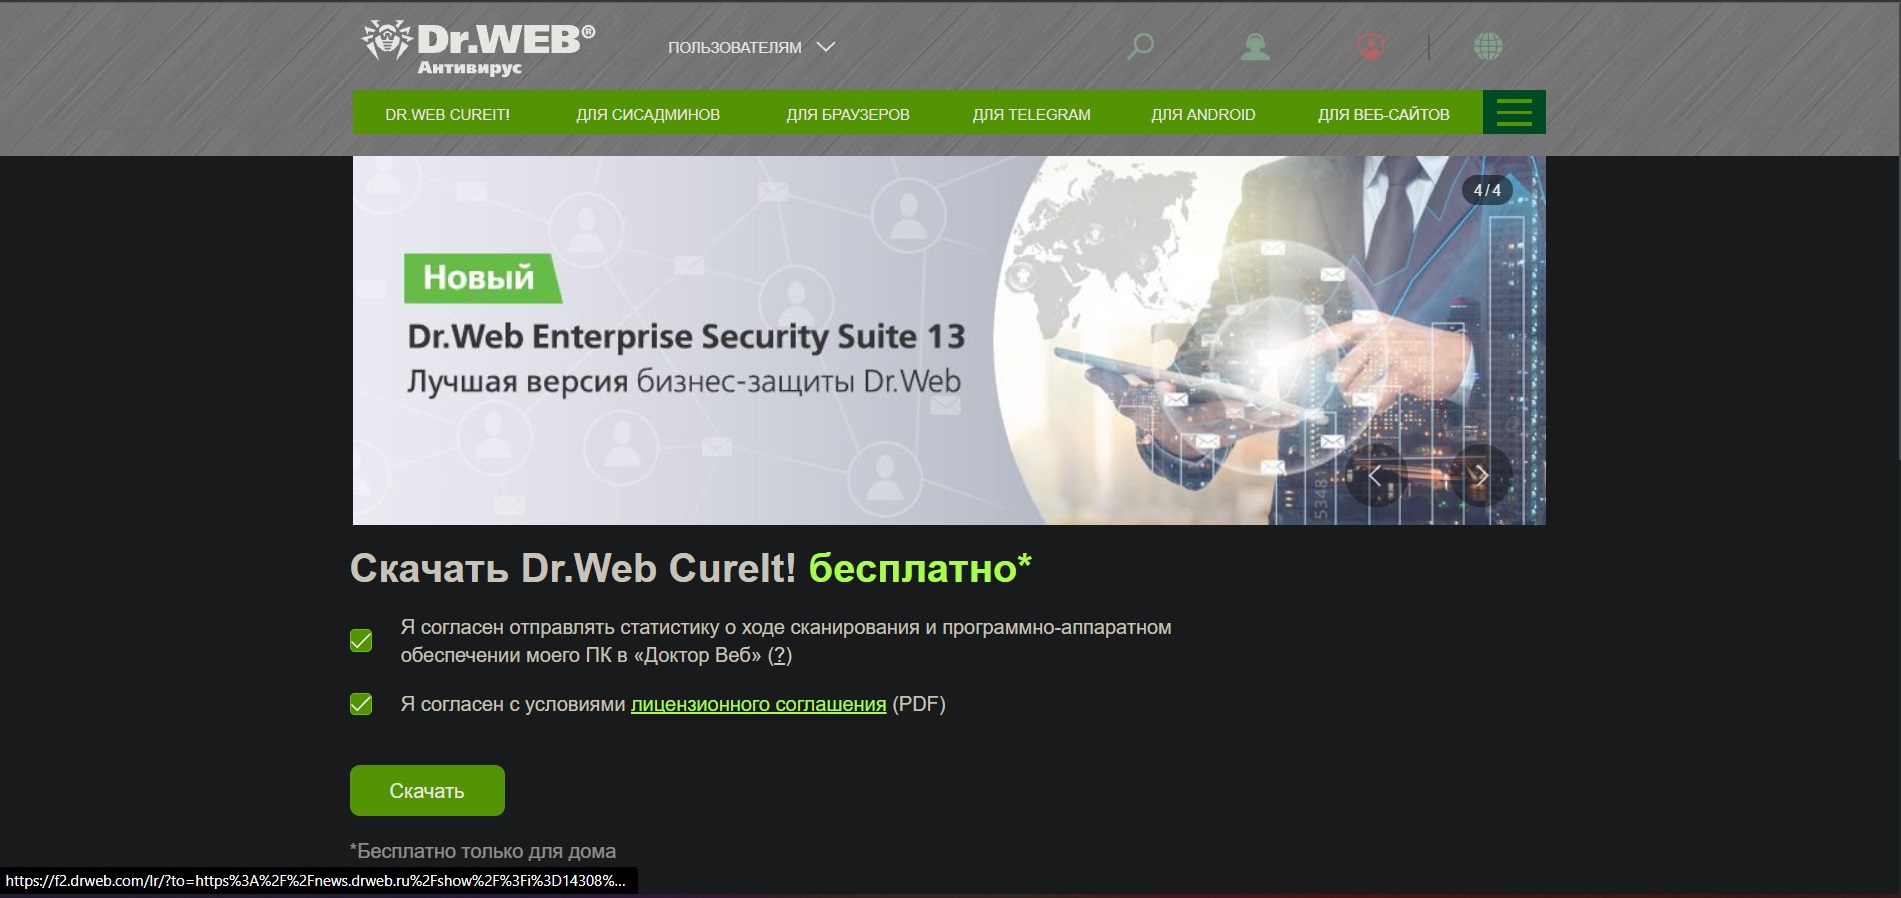 Dr.WEB®
Антивирус
ПОЛЬЗОВАТЕЛЯМ
DR.WEB CUREIT!
ДЛЯ СИСАДМИНОВ
ДЛЯ БРАУЗЕРОВ
ДЛЯ TELEGRAM
ДЛЯ ANDROID
ДЛЯ ВЕБ-САЙТОВ
4/4
Новый
Dr.Web Enterprise Security Suite 13
Лучшая версия бизнес-защиты Dr.Web
5348
Скачать Dr.Web CureIt! бесплатно*
Я согласен отправлять статистику о ходе сканирования и программно-аппаратном
обеспечении моего ПК в «Доктор Веб» (?)
Я согласен с условиями лицензионного соглашения (PDF)
Скачать
*Бесплатно только для дома
https://f2.drweb.com/lr/?to=https%3A%2F%2Fnews.drweb.ru%2Fshow%2F%3Fi%3D14308%...